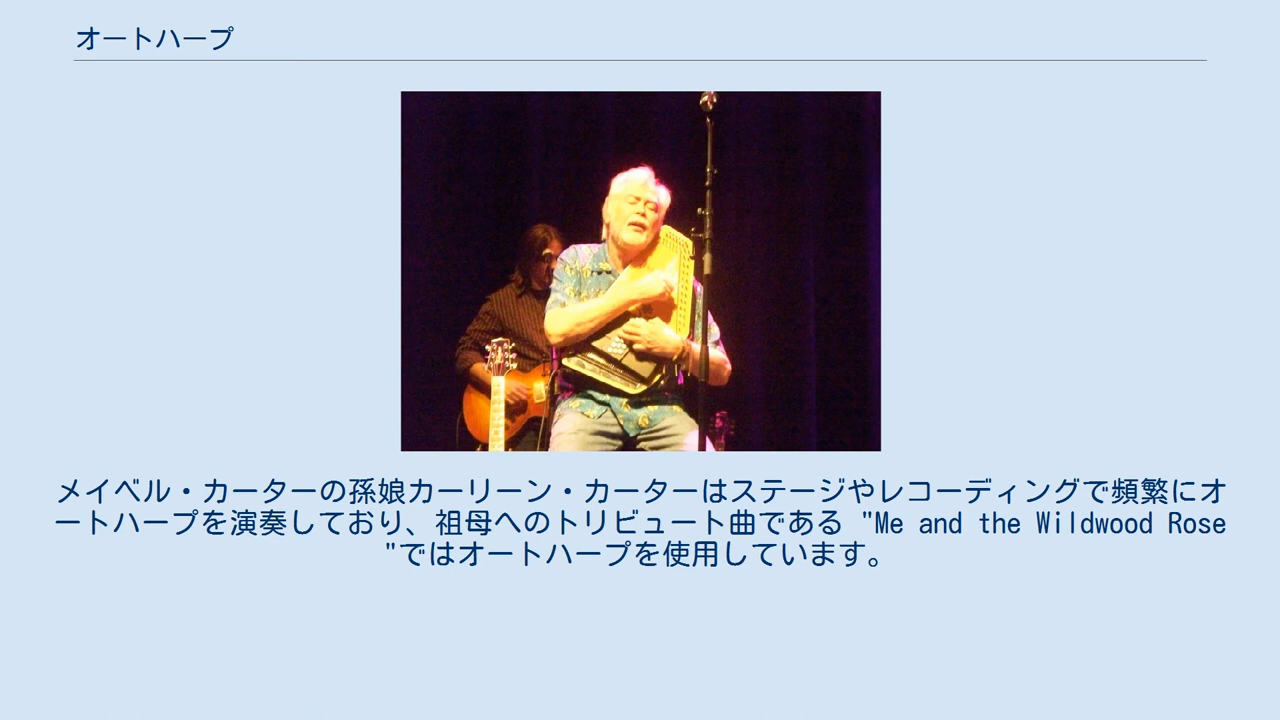 オートハープ
メイベル・カーターの孫娘カーリーン・カーターはステージやレコーディングで頻繁にオ
ートハープを演奏しており、祖母へのトリビュート曲である "Me and the Wildwood Rose
"ではオートハープを使用しています。